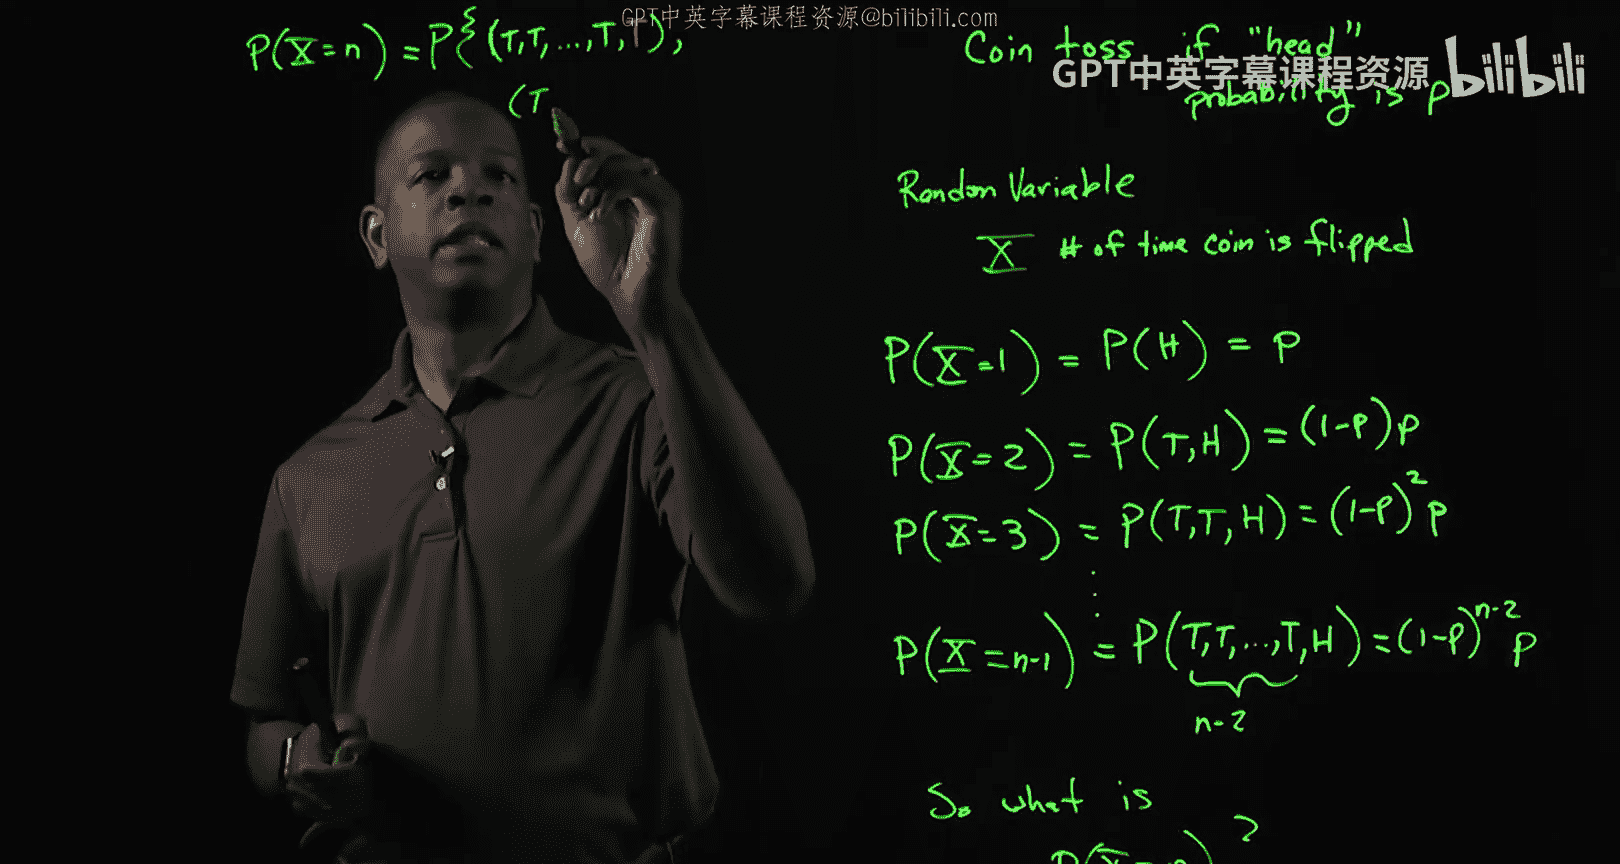 GPT中英字幕课程资源@bilibili.com
P(X=n) = P{(T,T,...,T,T),
(T
Coin toss if "head"
probability is p
GPT中英字幕课程资源 bilibili
Random Variable
X # of time coin is flipped
P(X=1) = P(H) = p
P(X=2) = P(T,H) = (1-p)p
P(X=3) = P(T,T,H) = (1-p)²p
⋮
P(X=n-1) = P(T,T,...,T,H) = (1-p)ⁿ⁻²p
n-2
So what is
P(X=n) ?